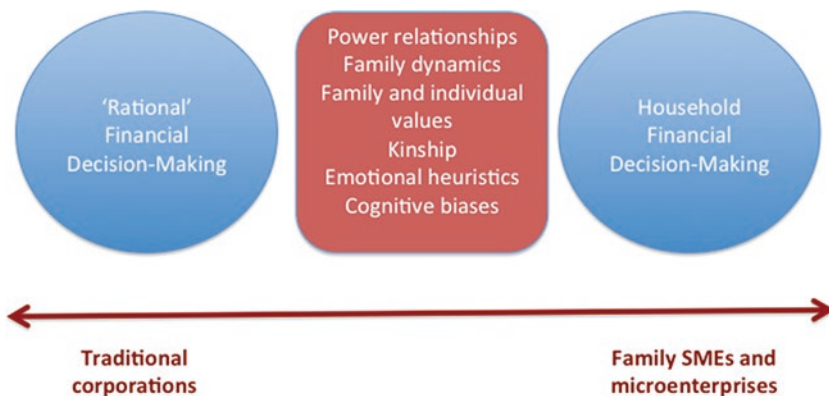 ‘Rational’
Financial
Decision-Making
Power relationships
Family dynamics
Family and individual
values
Kinship
Emotional heuristics
Cognitive biases
Household
Financial
Decision-Making
Traditional
corporations
Family SMEs and
microenterprises